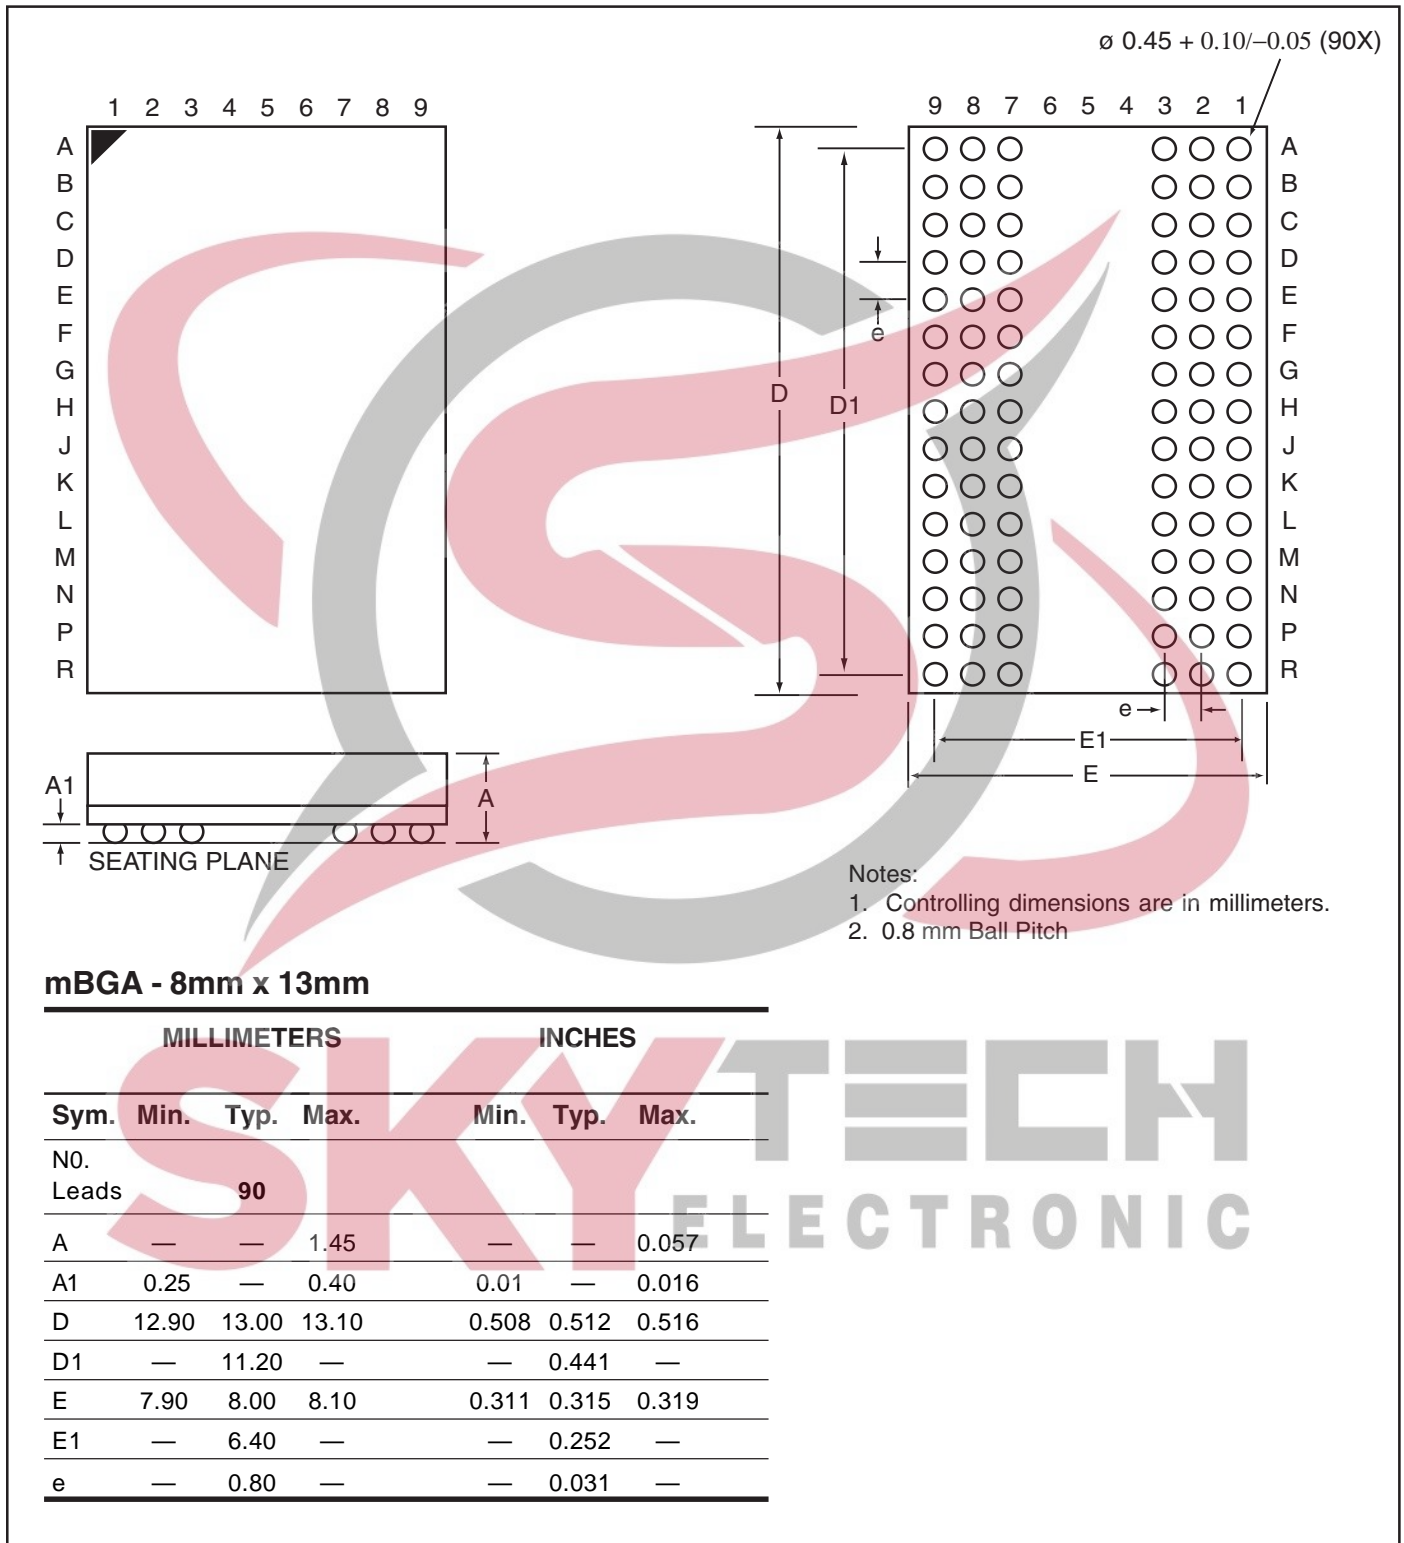 ø 0.45 + 0.10/–0.05 (90X)
1 2 3 4 5 6 7 8 9
9 8 7 6 5 4 3 2 1
A
B
C
D
E
F
G
H
J
K
L
M
N
P
R
A
B
C
D
E
F
G
H
J
K
L
M
N
P
R
e
D
D1
e
E1
E
A1
A
SEATING PLANE
Notes:
1. Controlling dimensions are in millimeters.
2. 0.8 mm Ball Pitch
mBGA - 8mm x 13mm
MILLIMETERS INCHES
Sym. Min. Typ. Max. Min. Typ. Max.
N0.
Leads 90
A — — 1.45 — — 0.057
A1 0.25 — 0.40 0.01 — 0.016
D 12.90 13.00 13.10 0.508 0.512 0.516
D1 — 11.20 — — 0.441 —
E 7.90 8.00 8.10 0.311 0.315 0.319
E1 — 6.40 — — 0.252 —
e — 0.80 — — 0.031 —
SKYTECH
ELECTRONIC